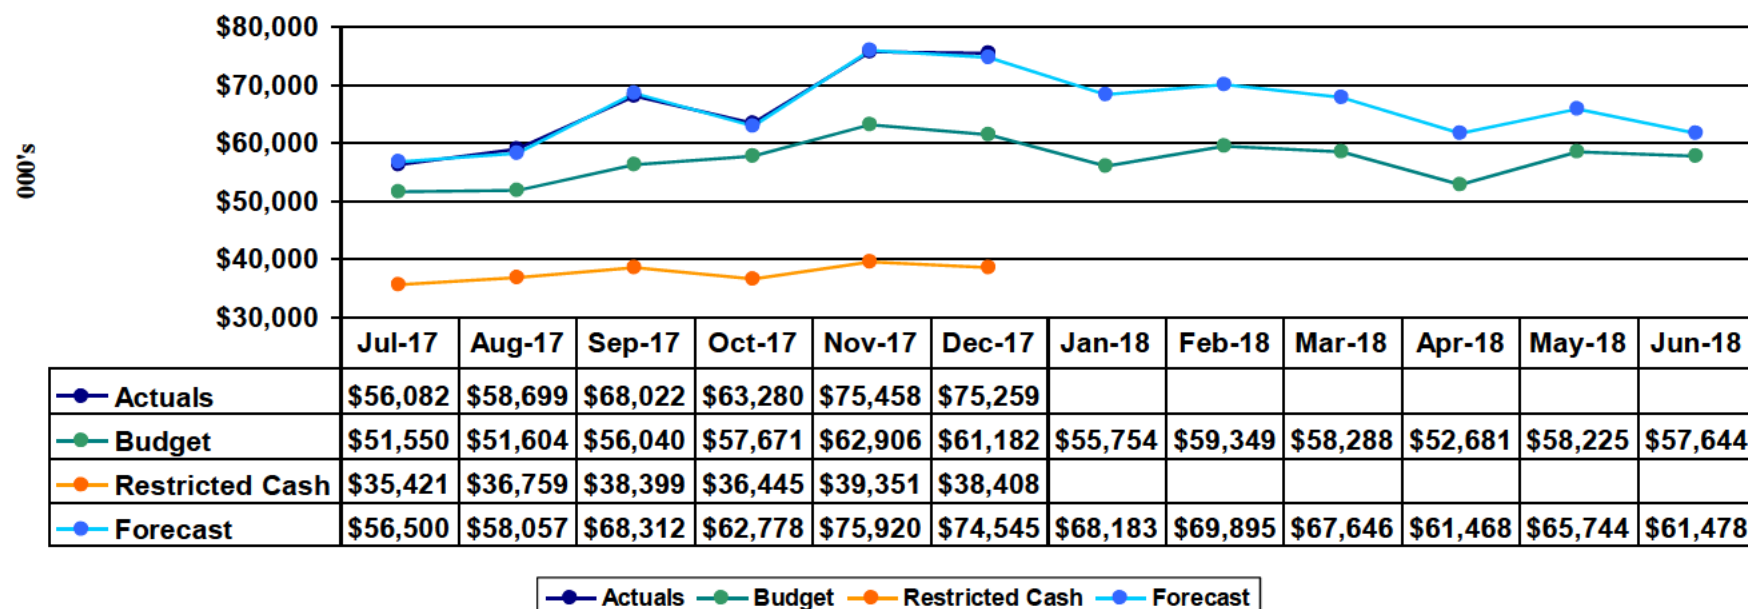 $80,000
$70,000
$60,000
$50,000
$40,000
$30,000
000's
Jul-17 Aug-17 Sep-17 Oct-17 Nov-17 Dec-17 Jan-18 Feb-18 Mar-18 Apr-18 May-18 Jun-18
Actuals $56,082 $58,699 $68,022 $63,280 $75,458 $75,259
Budget $51,550 $51,604 $56,040 $57,671 $62,906 $61,182 $55,754 $59,349 $58,288 $52,681 $58,225 $57,644
Restricted Cash $35,421 $36,759 $38,399 $36,445 $39,351 $38,408
Forecast $56,500 $58,057 $68,312 $62,778 $75,920 $74,545 $68,183 $69,895 $67,646 $61,468 $65,744 $61,478
Actuals Budget Restricted Cash Forecast